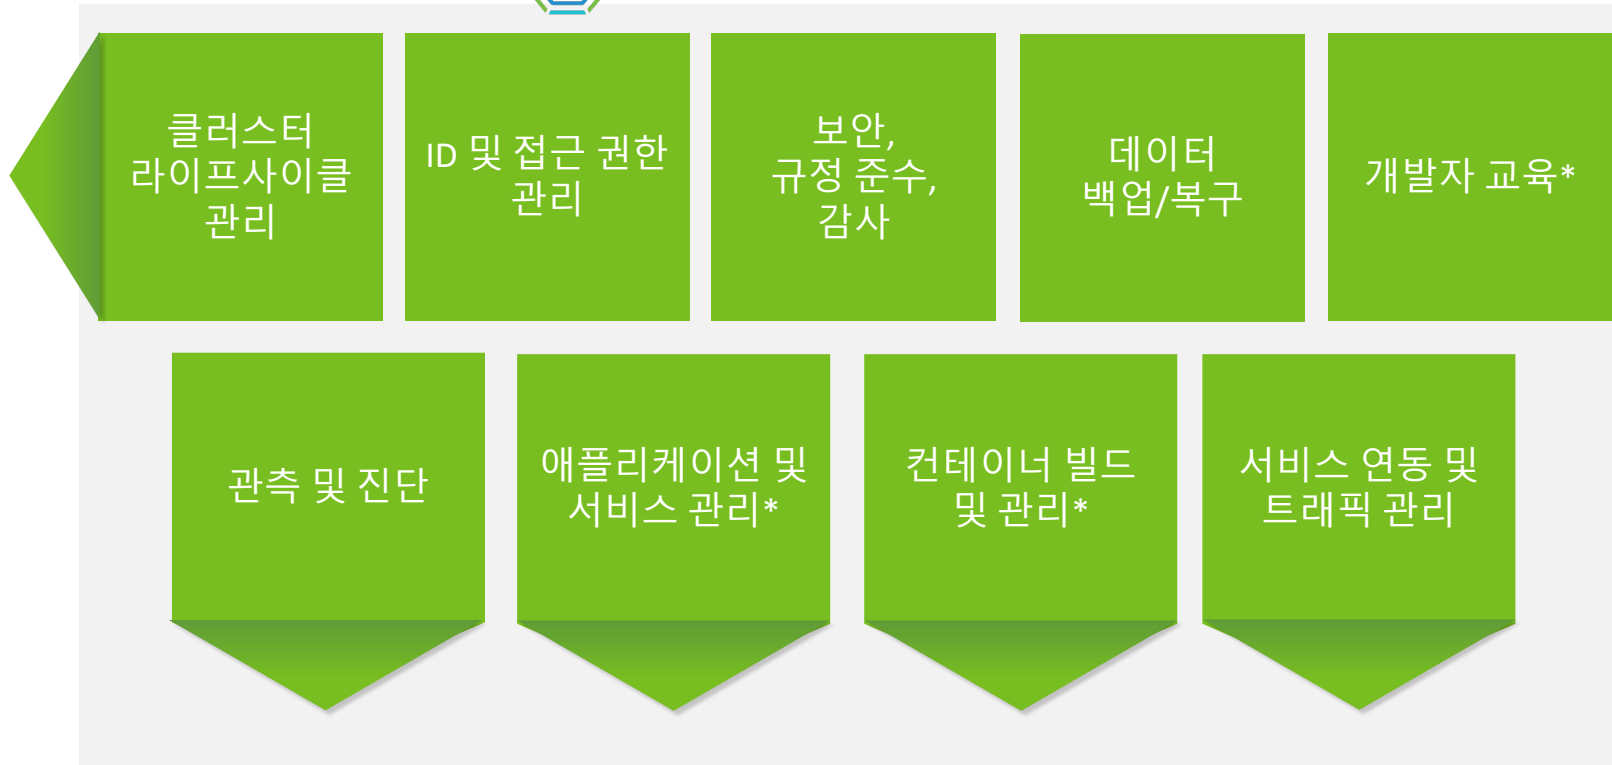 클러스터
라이프사이클
관리
ID 및 접근 권한
관리
보안,
규정 준수,
감사
데이터
백업/복구
개발자 교육*
관측 및 진단
애플리케이션 및
서비스 관리*
컨테이너 빌드
및 관리*
서비스 연동 및
트래픽 관리